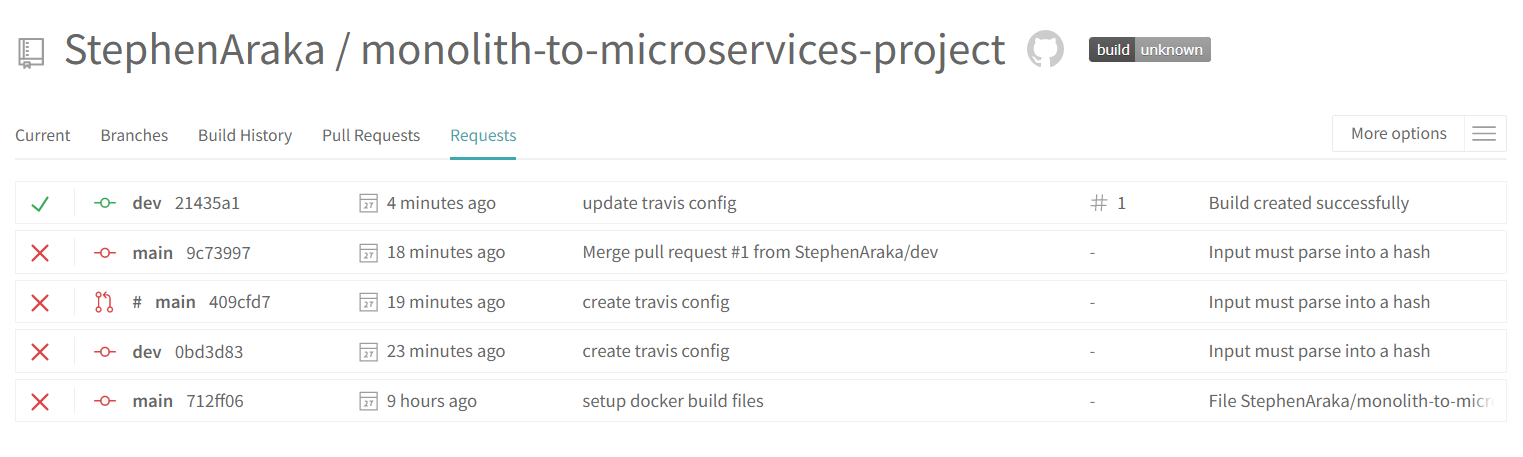 StephenAraka / monolith-to-microservices-project build unknown
Current Branches Build History Pull Requests Requests More options
dev 21435a1 27 4 minutes ago update travis config # 1 Build created successfully
main 9c73997 27 18 minutes ago Merge pull request #1 from StephenAraka/dev - Input must parse into a hash
# main 409cfd7 27 19 minutes ago create travis config - Input must parse into a hash
dev 0bd3d83 27 23 minutes ago create travis config - Input must parse into a hash
main 712ff06 27 9 hours ago setup docker build files - File StephenAraka/monolith-to-micr